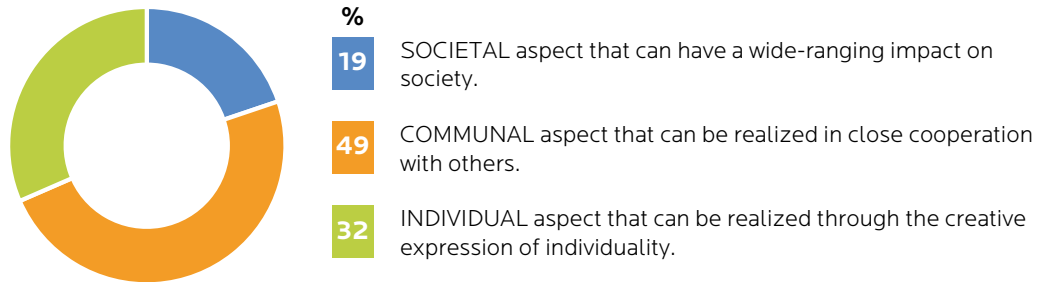 %
19
SOCIETAL aspect that can have a wide-ranging impact on
society.
49
COMMUNAL aspect that can be realized in close cooperation
with others.
32
INDIVIDUAL aspect that can be realized through the creative
expression of individuality.